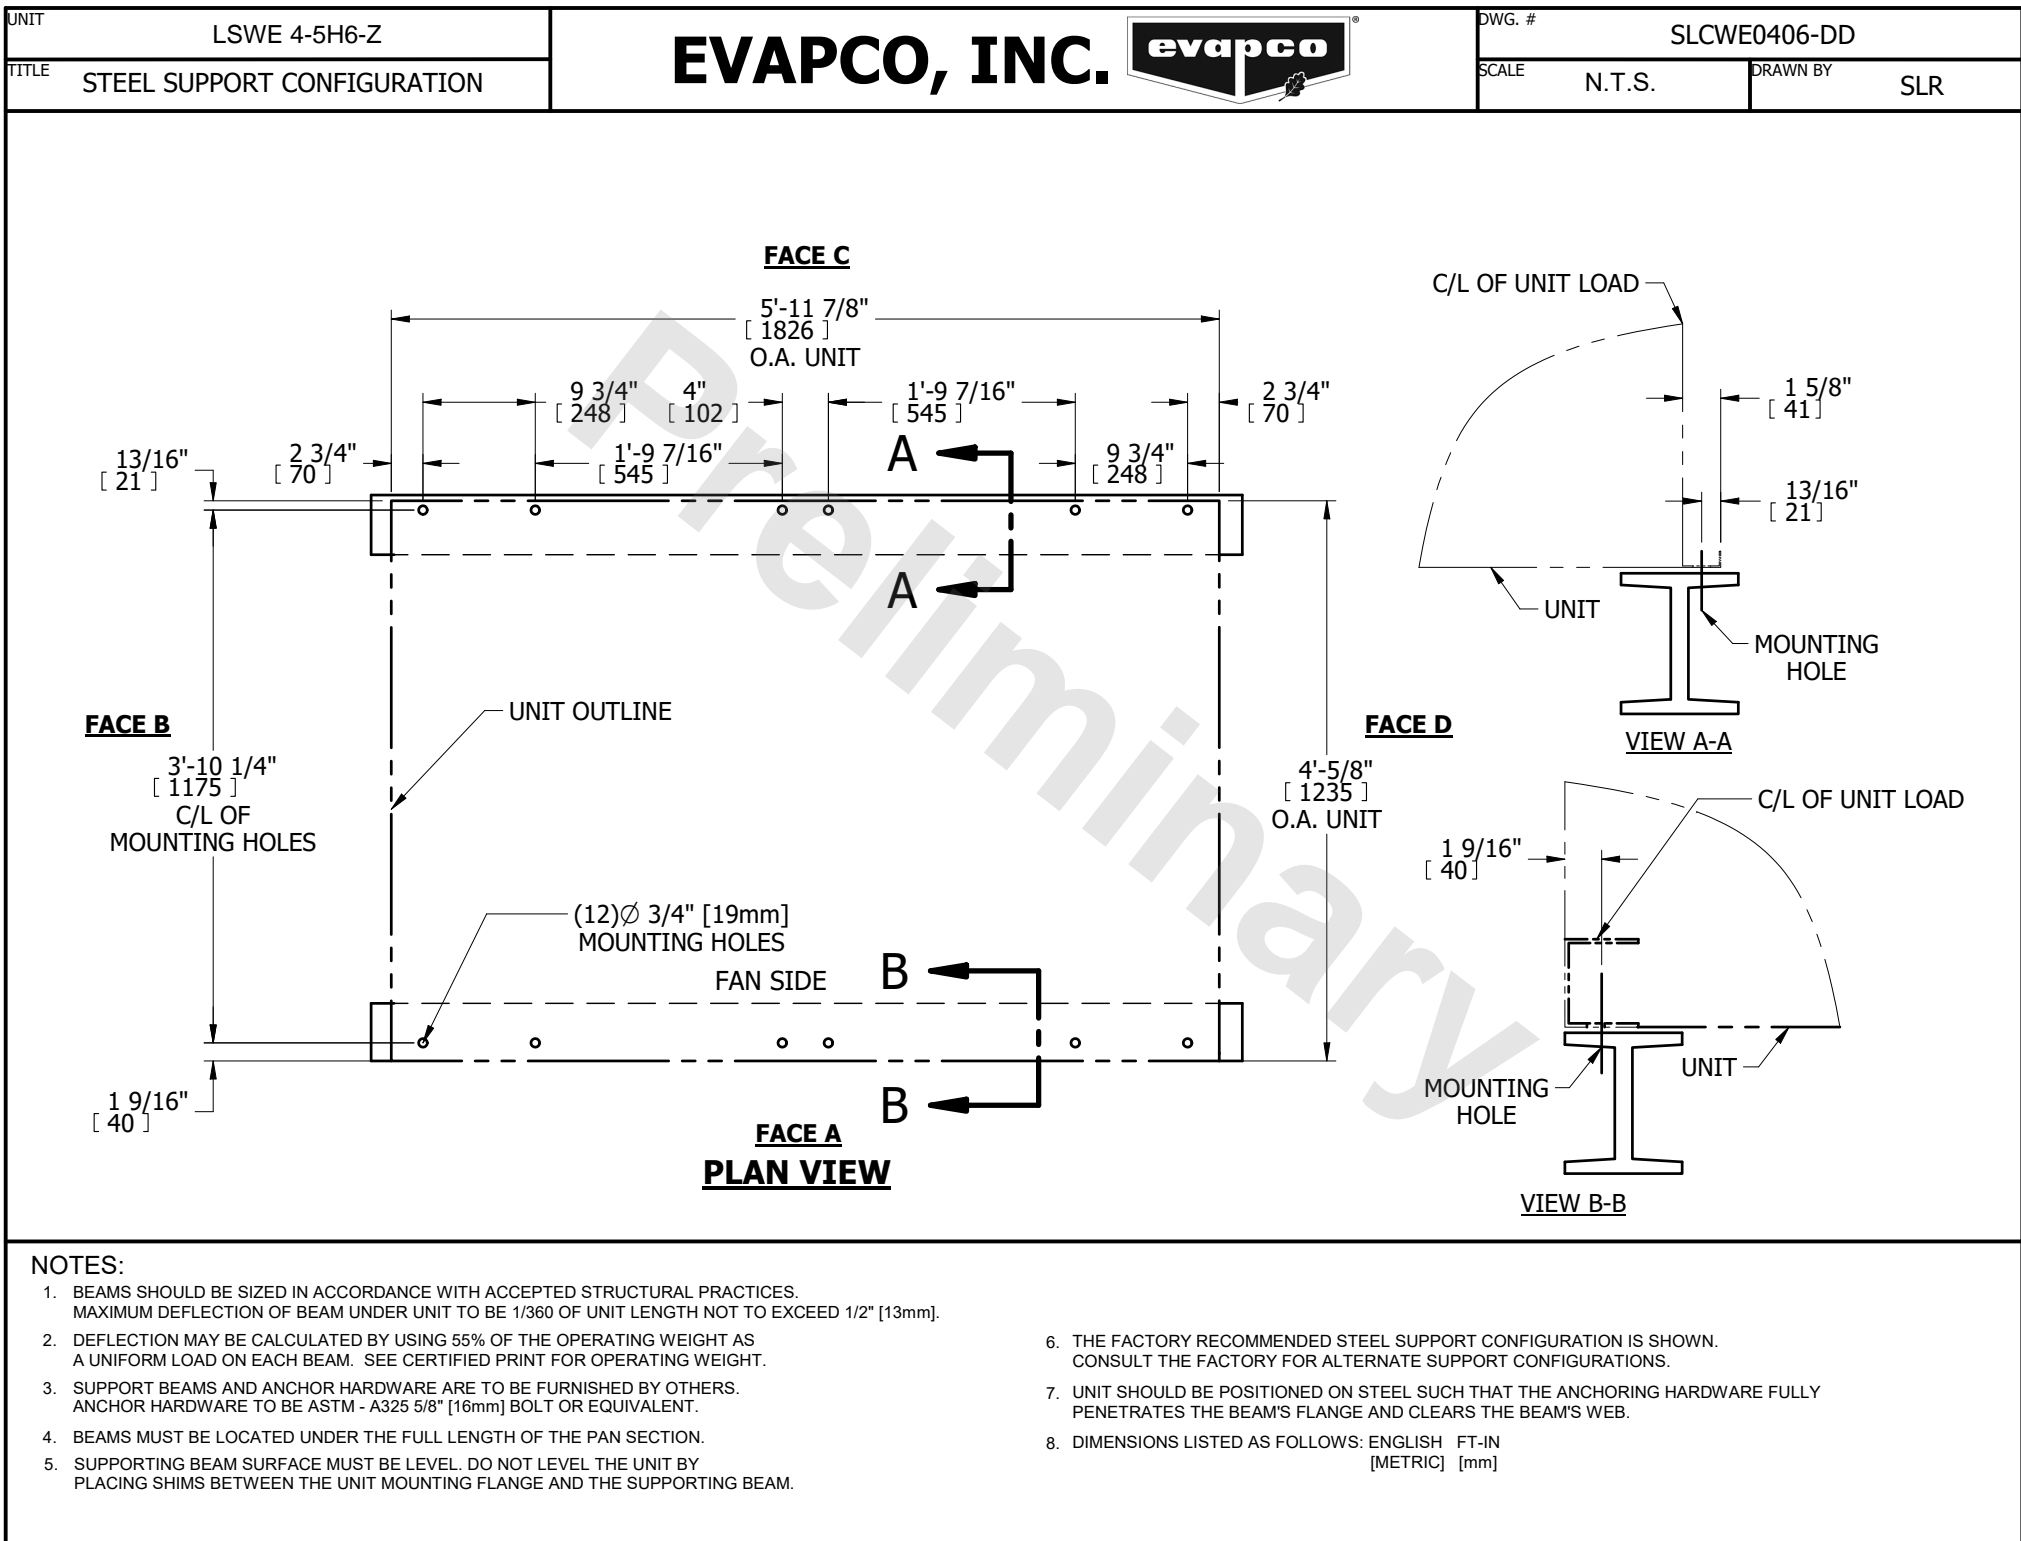 UNIT
LSWE 4-5H6-Z
TITLE
STEEL SUPPORT CONFIGURATION
EVAPCO, INC.
evapco®
DWG. #
SLCWE0406-DD
SCALE
N.T.S.
DRAWN BY
SLR
FACE C
5'-11 7/8"
[ 1826 ]
O.A. UNIT
9 3/4"
[ 248 ]
4"
[ 102 ]
1'-9 7/16"
[ 545 ]
2 3/4"
[ 70 ]
13/16"
[ 21 ]
2 3/4"
[ 70 ]
1'-9 7/16"
[ 545 ]
A
9 3/4"
[ 248 ]
A
UNIT OUTLINE
FACE B
3'-10 1/4"
[ 1175 ]
C/L OF
MOUNTING HOLES
FACE D
4'-5/8"
[ 1235 ]
O.A. UNIT
(12)Ø 3/4" [19mm]
MOUNTING HOLES
FAN SIDE
B
B
1 9/16"
[ 40 ]
FACE A
PLAN VIEW
C/L OF UNIT LOAD
1 5/8"
[ 41 ]
13/16"
[ 21 ]
UNIT
MOUNTING
HOLE
VIEW A-A
C/L OF UNIT LOAD
1 9/16"
[ 40 ]
UNIT
MOUNTING
HOLE
VIEW B-B
Preliminary
NOTES:
1. BEAMS SHOULD BE SIZED IN ACCORDANCE WITH ACCEPTED STRUCTURAL PRACTICES.
MAXIMUM DEFLECTION OF BEAM UNDER UNIT TO BE 1/360 OF UNIT LENGTH NOT TO EXCEED 1/2" [13mm].
2. DEFLECTION MAY BE CALCULATED BY USING 55% OF THE OPERATING WEIGHT AS
A UNIFORM LOAD ON EACH BEAM. SEE CERTIFIED PRINT FOR OPERATING WEIGHT.
3. SUPPORT BEAMS AND ANCHOR HARDWARE ARE TO BE FURNISHED BY OTHERS.
ANCHOR HARDWARE TO BE ASTM - A325 5/8" [16mm] BOLT OR EQUIVALENT.
4. BEAMS MUST BE LOCATED UNDER THE FULL LENGTH OF THE PAN SECTION.
5. SUPPORTING BEAM SURFACE MUST BE LEVEL. DO NOT LEVEL THE UNIT BY
PLACING SHIMS BETWEEN THE UNIT MOUNTING FLANGE AND THE SUPPORTING BEAM.
6. THE FACTORY RECOMMENDED STEEL SUPPORT CONFIGURATION IS SHOWN.
CONSULT THE FACTORY FOR ALTERNATE SUPPORT CONFIGURATIONS.
7. UNIT SHOULD BE POSITIONED ON STEEL SUCH THAT THE ANCHORING HARDWARE FULLY
PENETRATES THE BEAM'S FLANGE AND CLEARS THE BEAM'S WEB.
8. DIMENSIONS LISTED AS FOLLOWS: ENGLISH FT-IN
[METRIC] [mm]